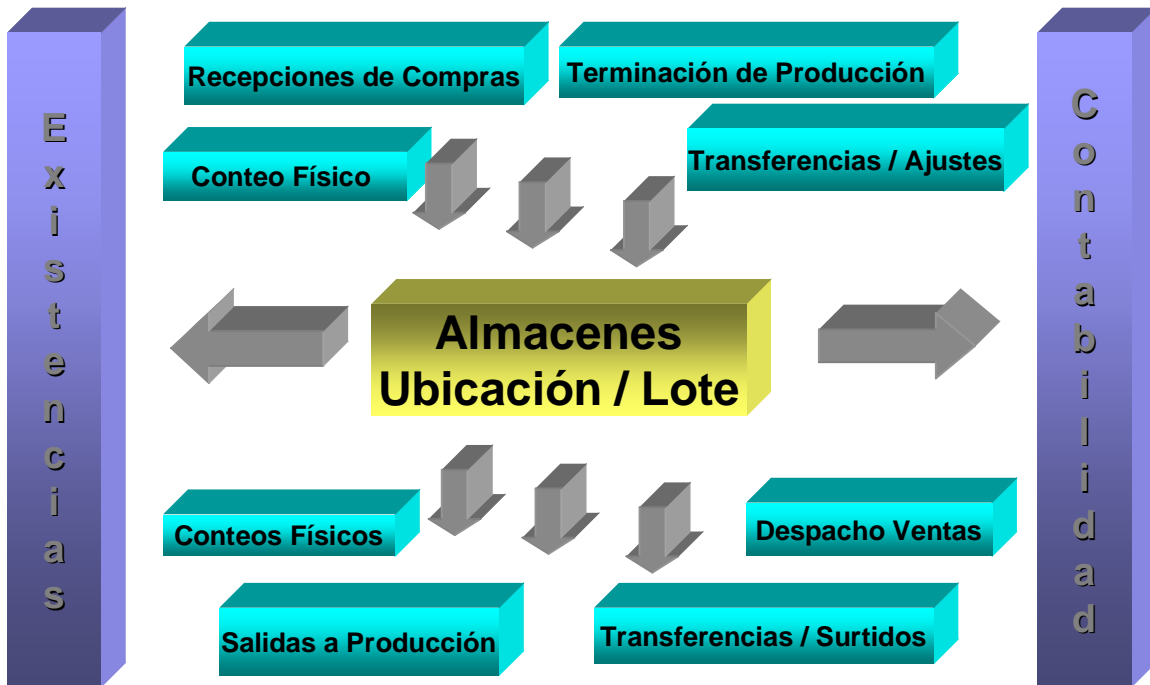 Existencias
Recepciones de Compras
Terminación de Producción
Conteo Físico
Transferencias / Ajustes
Almacenes
Ubicación / Lote
Conteos Físicos
Despacho Ventas
Salidas a Producción
Transferencias / Surtidos
Contabilidad